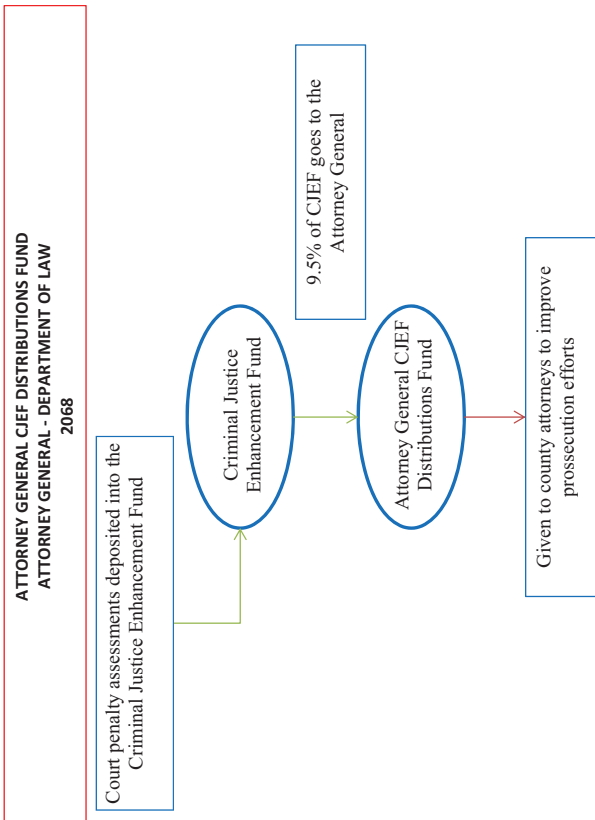 ATTORNEY GENERAL CJEF DISTRIBUTIONS FUND
ATTORNEY GENERAL - DEPARTMENT OF LAW
2068
Court penalty assessments deposited into the
Criminal Justice Enhancement Fund
Criminal Justice
Enhancement Fund
9.5% of CJEF goes to the
Attorney General
Attorney General CJEF
Distributions Fund
Given to county attorneys to improve
prossecution efforts